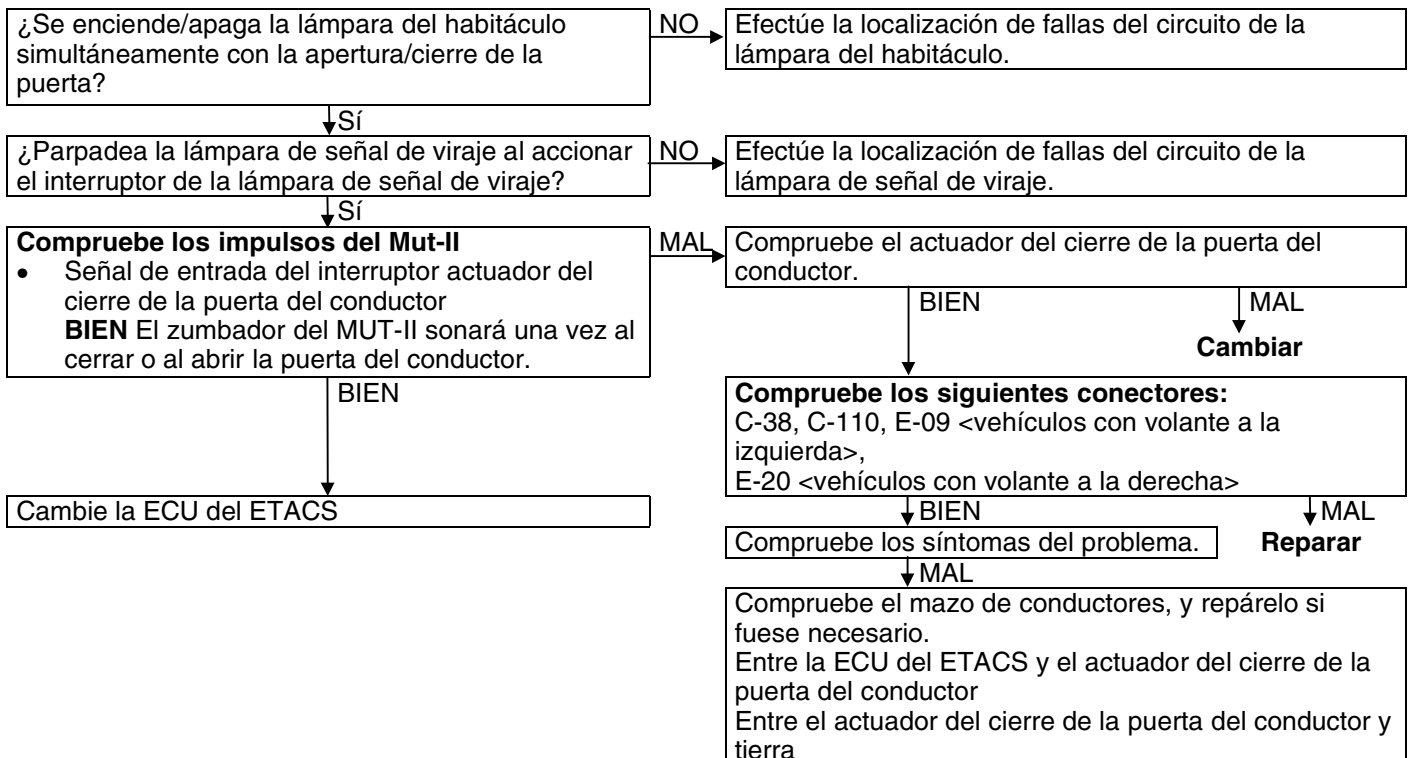 ¿Se enciende/apaga la lámpara del habitáculo
simultáneamente con la apertura/cierre de la
puerta?
NO
Efectúe la localización de fallas del circuito de la
lámpara del habitáculo.
Sí
¿Parpadea la lámpara de señal de viraje al accionar
el interruptor de la lámpara de señal de viraje?
NO
Efectúe la localización de fallas del circuito de la
lámpara de señal de viraje.
Sí
Compruebe los impulsos del Mut-II
• Señal de entrada del interruptor actuador del
cierre de la puerta del conductor
BIEN El zumbador del MUT-II sonará una vez al
cerrar o al abrir la puerta del conductor.
MAL
Compruebe el actuador del cierre de la puerta del
conductor.
BIEN
MAL
Cambiar
BIEN
Cambie la ECU del ETACS
Compruebe los siguientes conectores:
C-38, C-110, E-09 <vehículos con volante a la
izquierda>,
E-20 <vehículos con volante a la derecha>
BIEN
MAL
Compruebe los síntomas del problema.
Reparar
MAL
Compruebe el mazo de conductores, y repárelo si
fuese necesario.
Entre la ECU del ETACS y el actuador del cierre de la
puerta del conductor
Entre el actuador del cierre de la puerta del conductor y
tierra